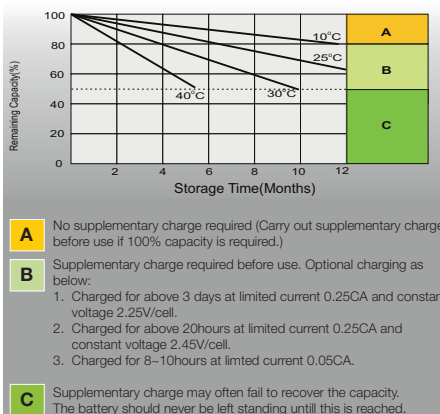 100
80
60
40
20
0
Remaining Capacity(%)
10°C
25°C
30°C
40°C
A
B
C
2 4 6 8 10 12
Storage Time(Months)
A No supplementary charge required (Carry out supplementary charge
before use if 100% capacity is required.)
B Supplementary charge required before use. Optional charging as
below:
1. Charged for above 3 days at limited current 0.25CA and constan
voltage 2.25V/cell.
2. Charged for above 20hours at limited current 0.25CA and
constant voltage 2.45V/cell.
3. Charged for 8~10hours at limted current 0.05CA.
C Supplementary charge may often fail to recover the capacity.
The battery should never be left standing untill this is reached.